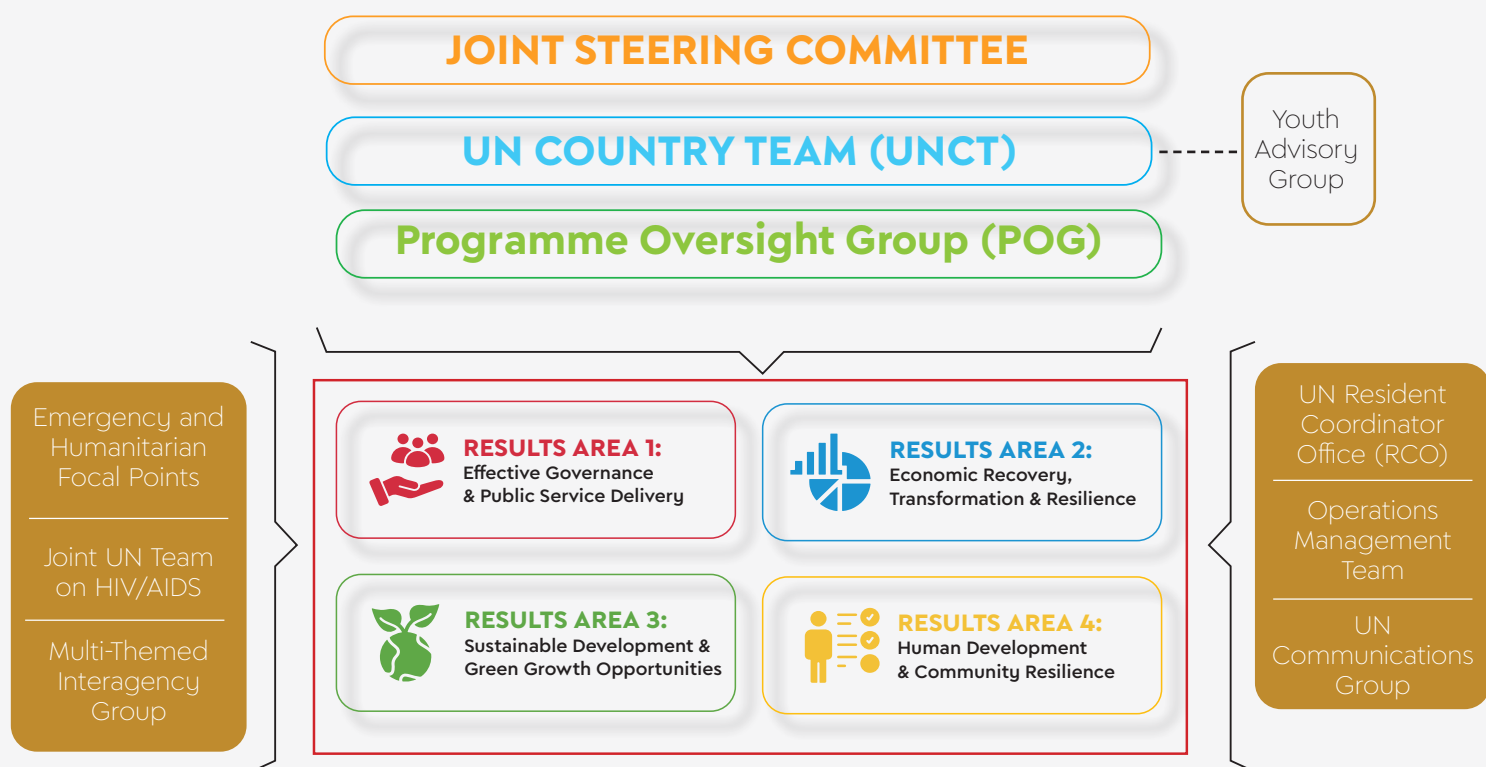 JOINT STEERING COMMITTEE
UN COUNTRY TEAM (UNCT)
Youth
Advisory
Group
Programme Oversight Group (POG)
Emergency and
Humanitarian
Focal Points
Joint UN Team
on HIV/AIDS
Multi-Themed
Interagency
Group
RESULTS AREA 1:
Effective Governance
& Public Service Delivery
RESULTS AREA 2:
Economic Recovery,
Transformation & Resilience
RESULTS AREA 3:
Sustainable Development &
Green Growth Opportunities
RESULTS AREA 4:
Human Development
& Community Resilience
UN Resident
Coordinator
Office (RCO)
Operations
Management
Team
UN
Communications
Group